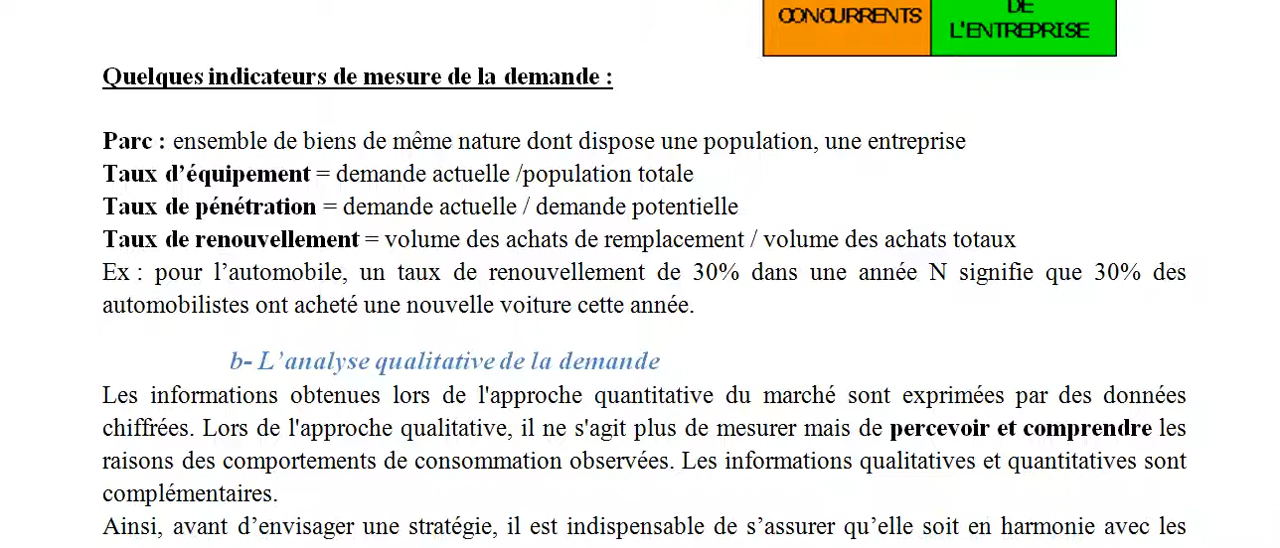 CONCURRENTS
DE
L'ENTREPRISE
Quelques indicateurs de mesure de la demande :
Parc : ensemble de biens de même nature dont dispose une population, une entreprise
Taux d’équipement = demande actuelle /population totale
Taux de pénétration = demande actuelle / demande potentielle
Taux de renouvellement = volume des achats de remplacement / volume des achats totaux
Ex : pour l’automobile, un taux de renouvellement de 30% dans une année N signifie que 30% des
automobilistes ont acheté une nouvelle voiture cette année.
b- L’analyse qualitative de la demande
Les informations obtenues lors de l'approche quantitative du marché sont exprimées par des données
chiffrées. Lors de l'approche qualitative, il ne s'agit plus de mesurer mais de percevoir et comprendre les
raisons des comportements de consommation observées. Les informations qualitatives et quantitatives sont
complémentaires.
Ainsi, avant d’envisager une stratégie, il est indispensable de s’assurer qu’elle soit en harmonie avec les